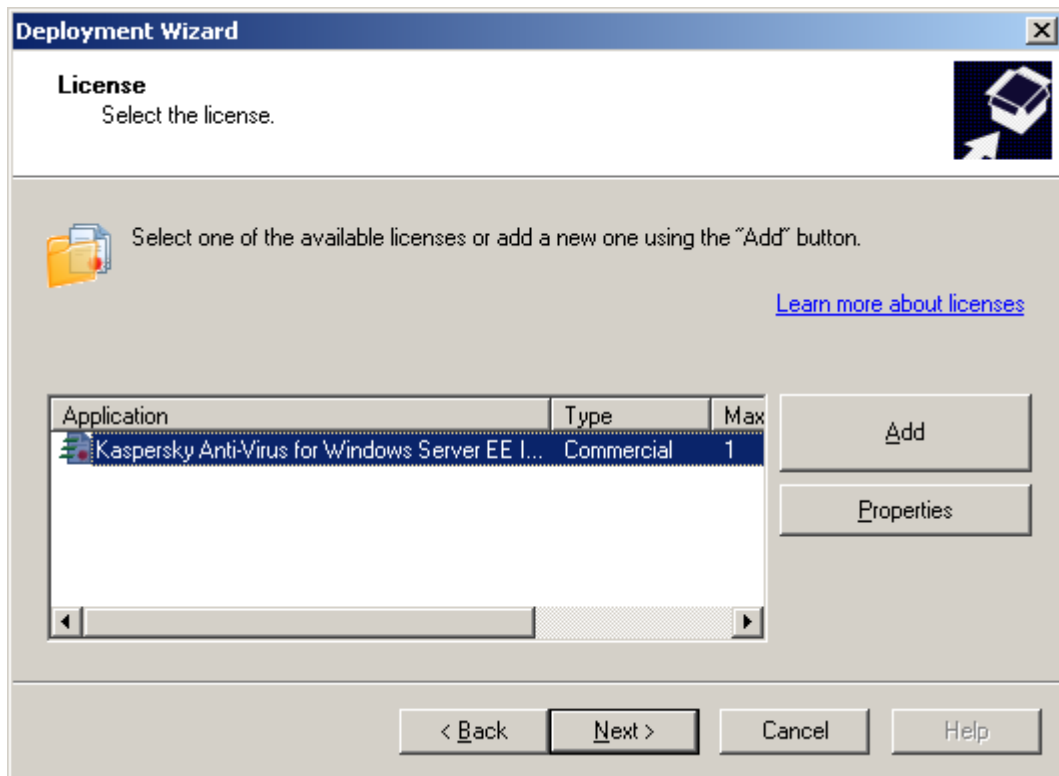 Deployment Wizard
License
Select the license.
Select one of the available licenses or add a new one using the "Add" button.
Learn more about licenses
Application Type Max
Kaspersky Anti-Virus for Windows Server EE I... Commercial 1
Add
Properties
< Back Next > Cancel Help